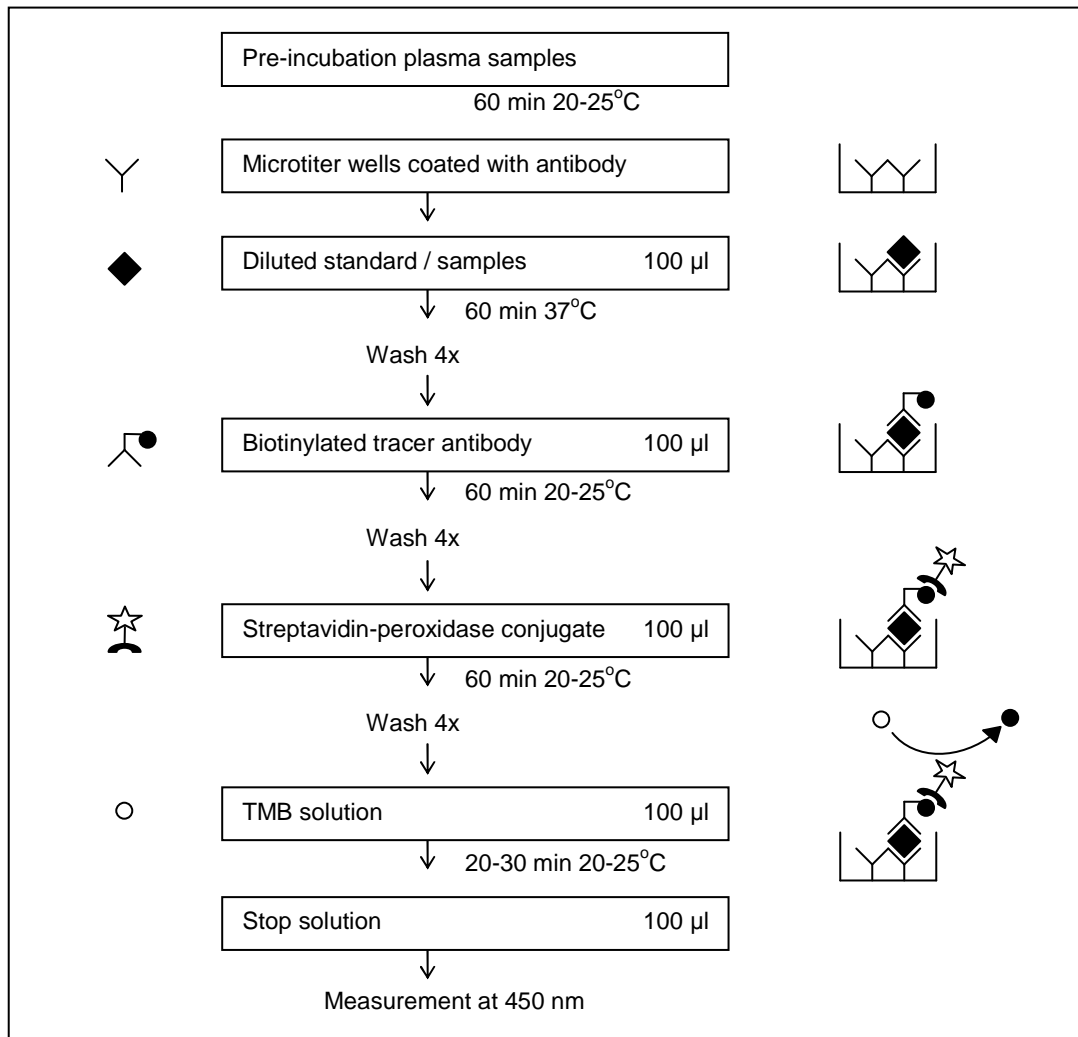 Pre-incubation plasma samples
60 min 20-25°C
Microtiter wells coated with antibody
Diluted standard / samples 100 µl
60 min 37°C
Wash 4x
Biotinylated tracer antibody 100 µl
60 min 20-25°C
Wash 4x
Streptavidin-peroxidase conjugate 100 µl
60 min 20-25°C
Wash 4x
TMB solution 100 µl
20-30 min 20-25°C
Stop solution 100 µl
Measurement at 450 nm